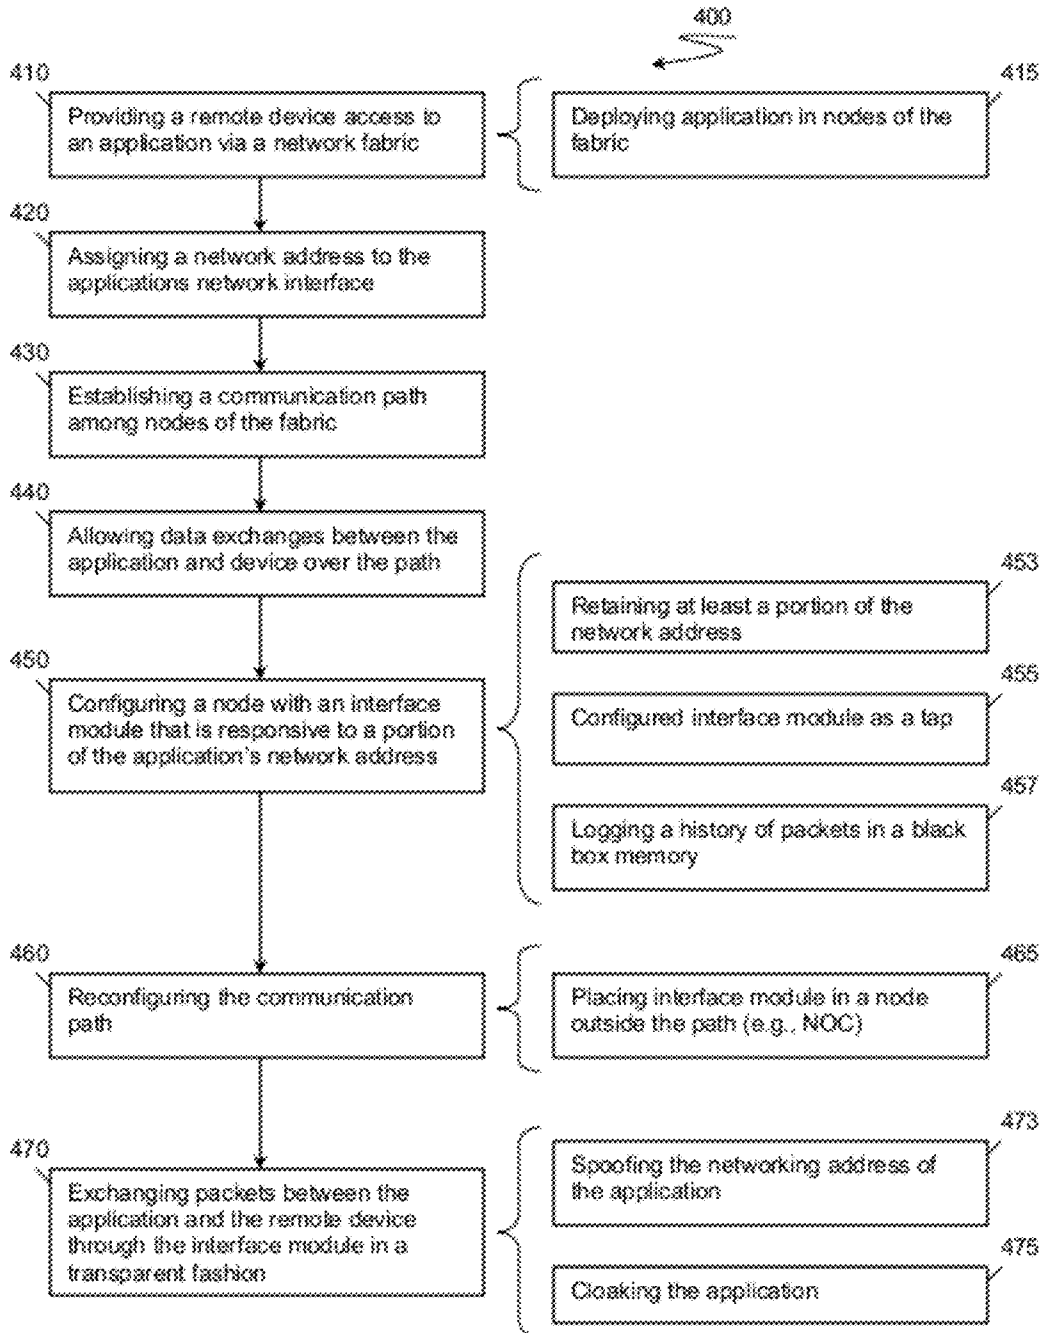 400
410
Providing a remote device access to
an application via a network fabric
415
Deploying application in nodes of the
fabric
420
Assigning a network address to the
applications network interface
430
Establishing a communication path
among nodes of the fabric
440
Allowing data exchanges between the
application and device over the path
450
Configuring a node with an interface
module that is responsive to a portion
of the application's network address
453
Retaining at least a portion of the
network address
455
Configured interface module as a tap
457
Logging a history of packets in a black
box memory
460
Reconfiguring the communication
path
465
Placing interface module in a node
outside the path (e.g., NOC)
470
Exchanging packets between the
application and the remote device
through the interface module in a
transparent fashion
473
Spoofing the networking address of
the application
475
Cloaking the application